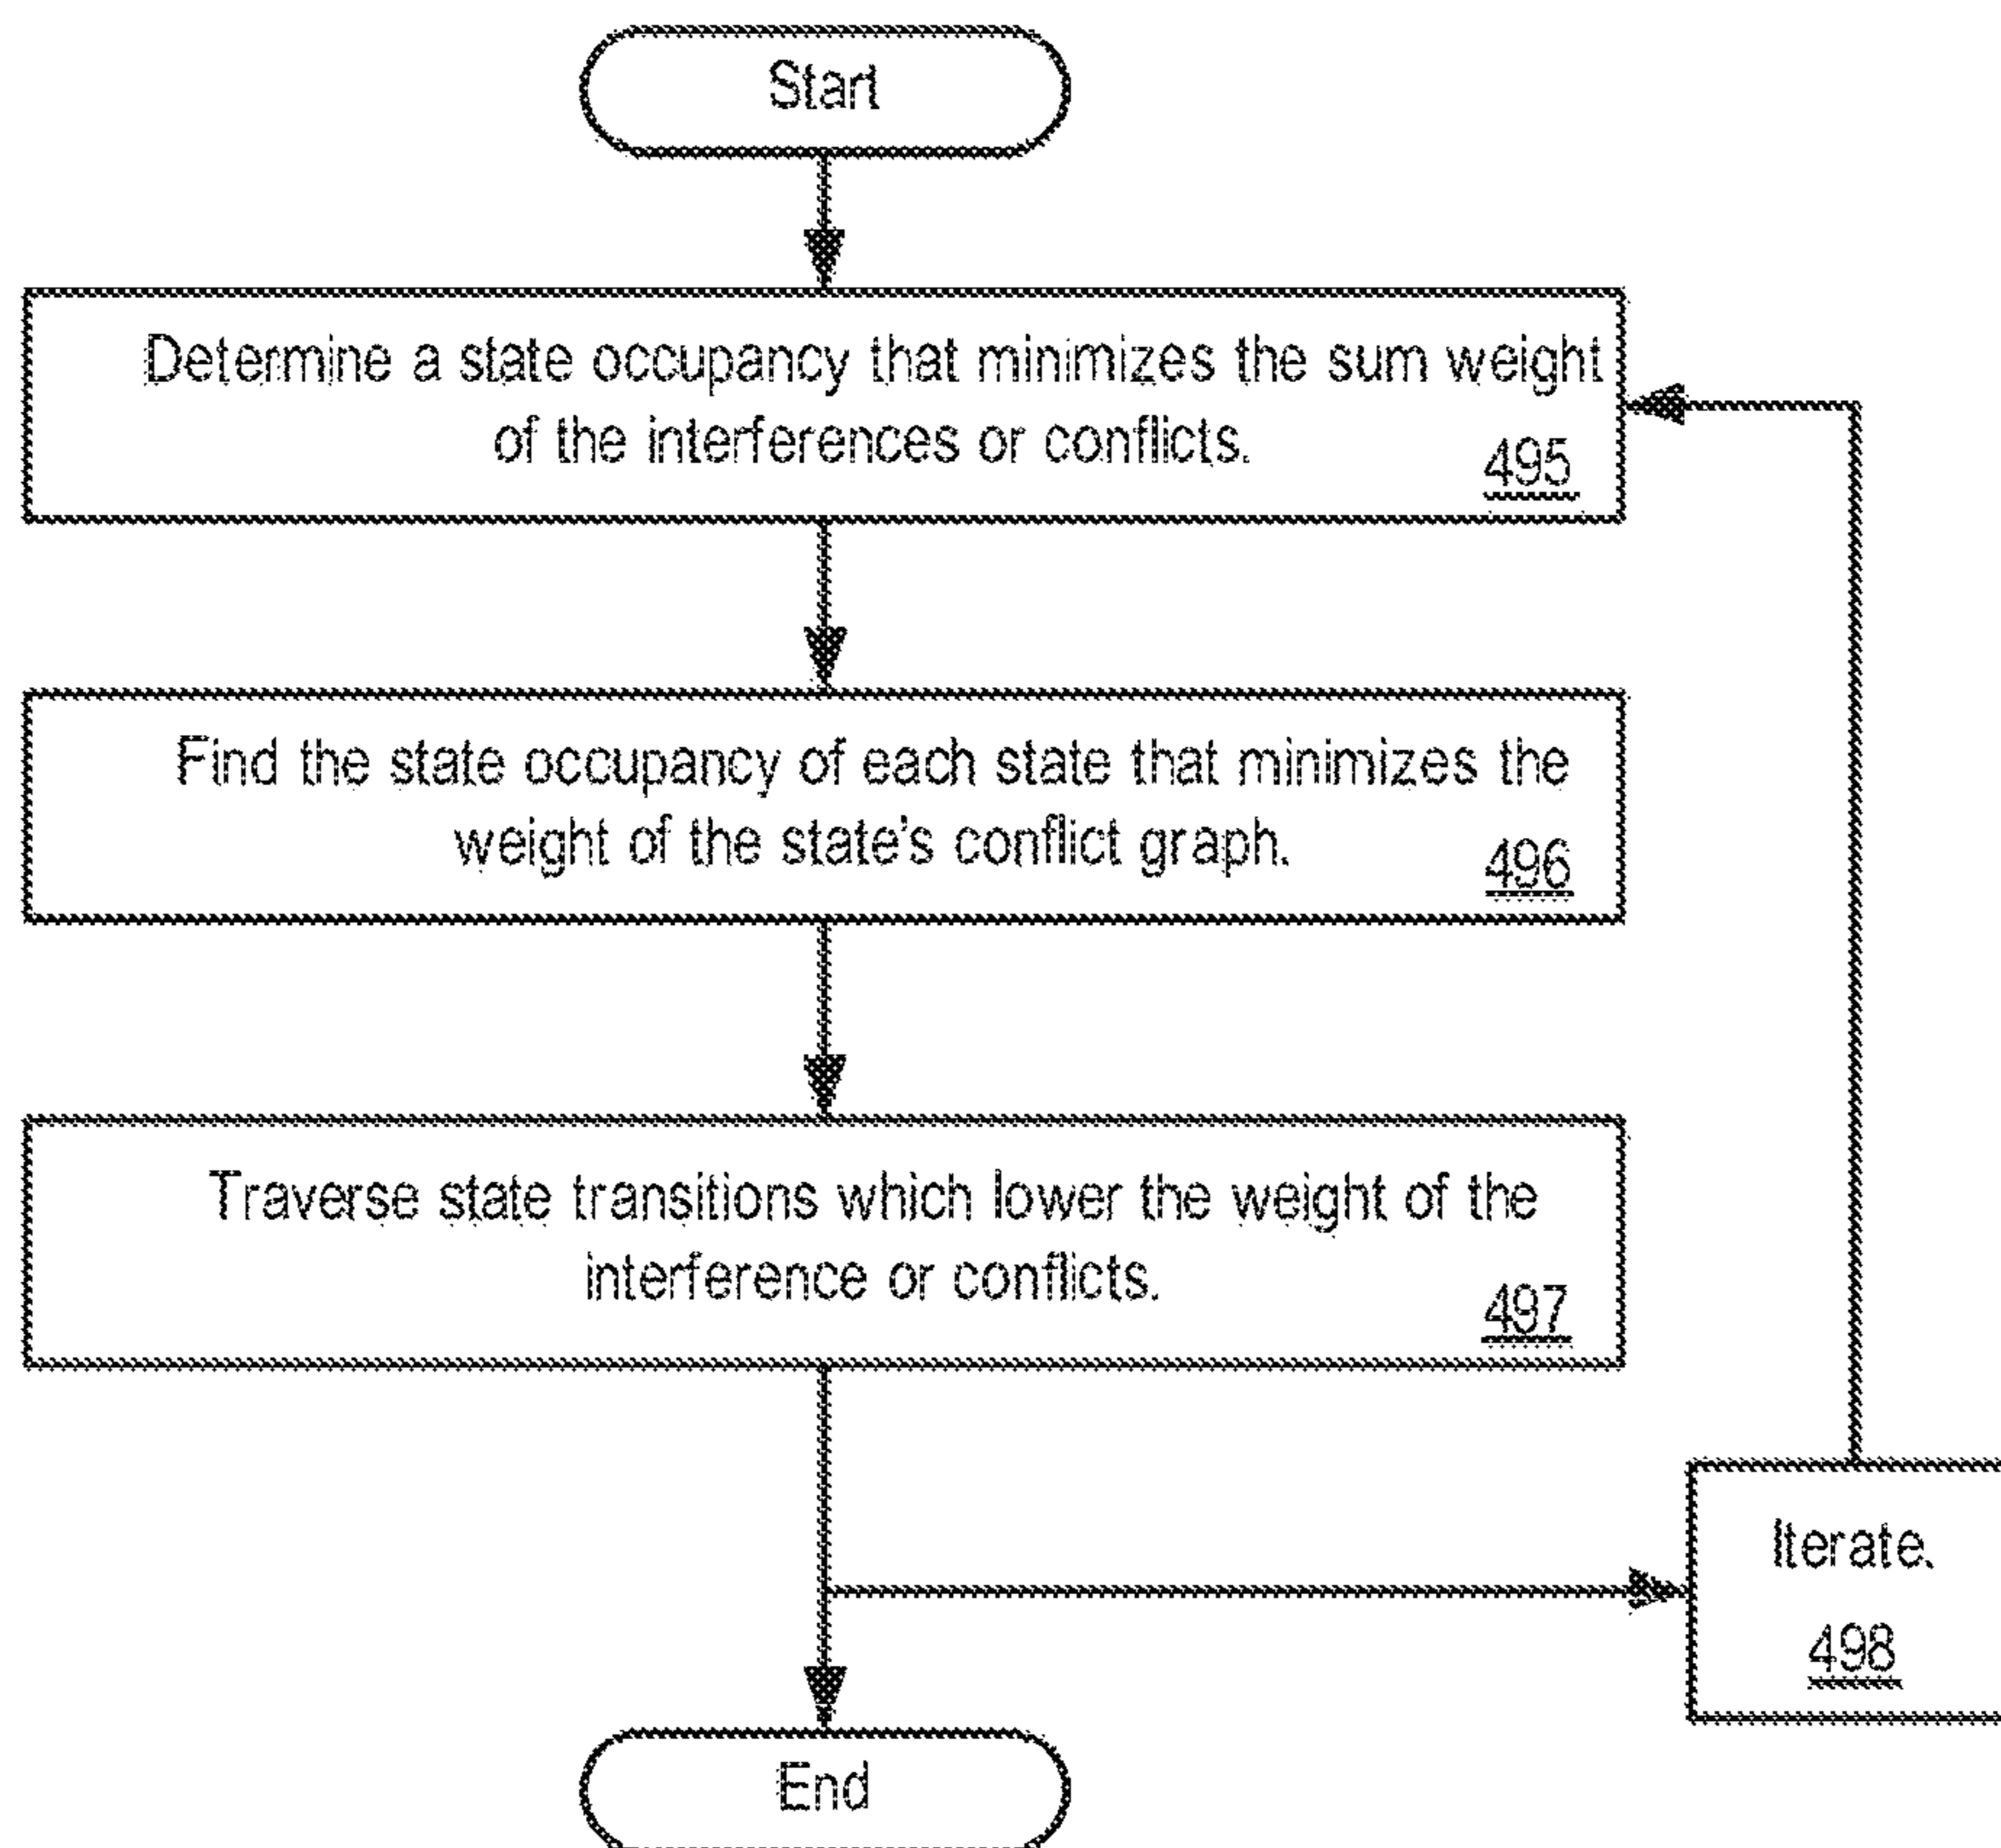 Start
Determine a state occupancy that minimizes the sum weight
of the interferences or conflicts.
495
Find the state occupancy of each state that minimizes the
weight of the state's conflict graph.
496
Traverse state transitions which lower the weight of the
interference or conflicts.
497
Iterate.
498
End